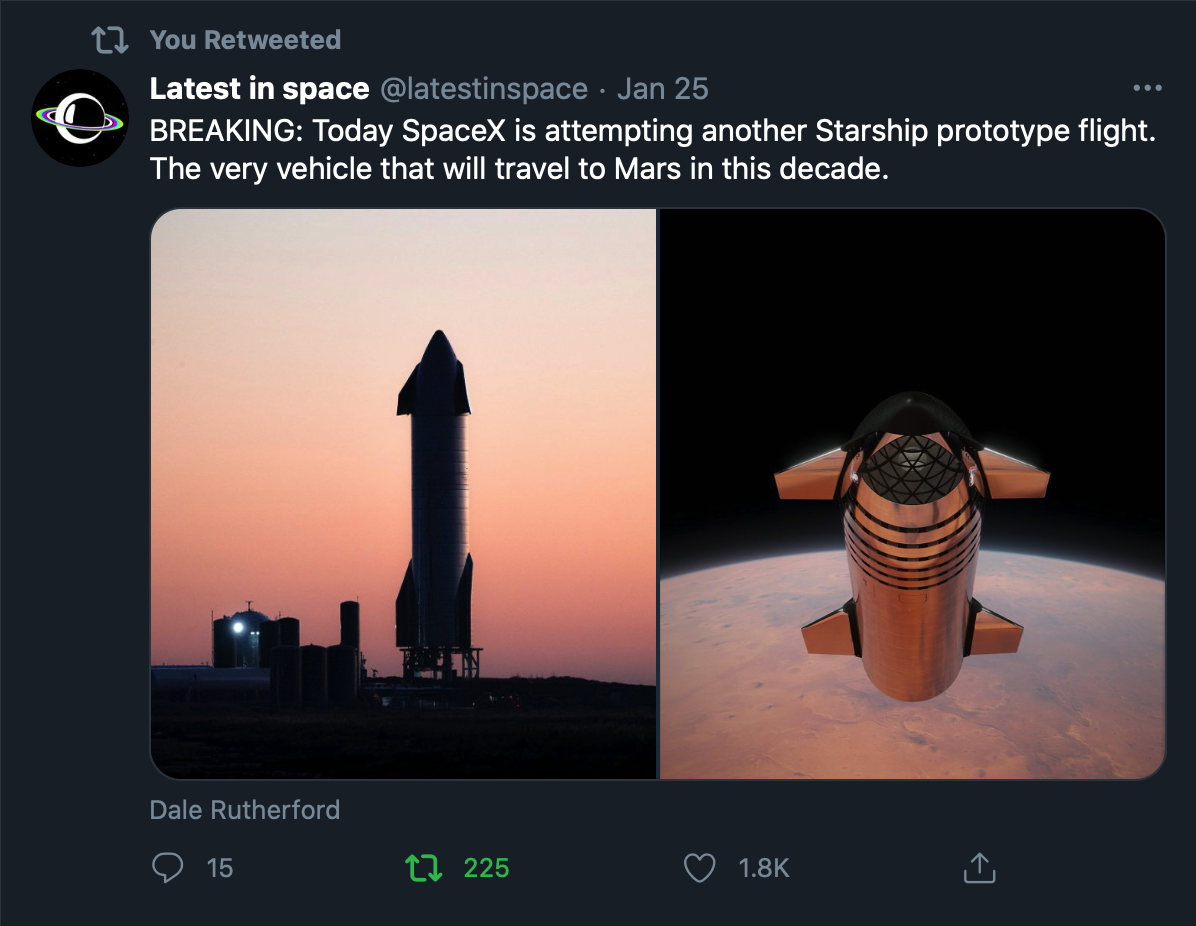 You Retweeted
Latest in space @latestinspace · Jan 25
BREAKING: Today SpaceX is attempting another Starship prototype flight.
The very vehicle that will travel to Mars in this decade.
Dale Rutherford
15 225 1.8K